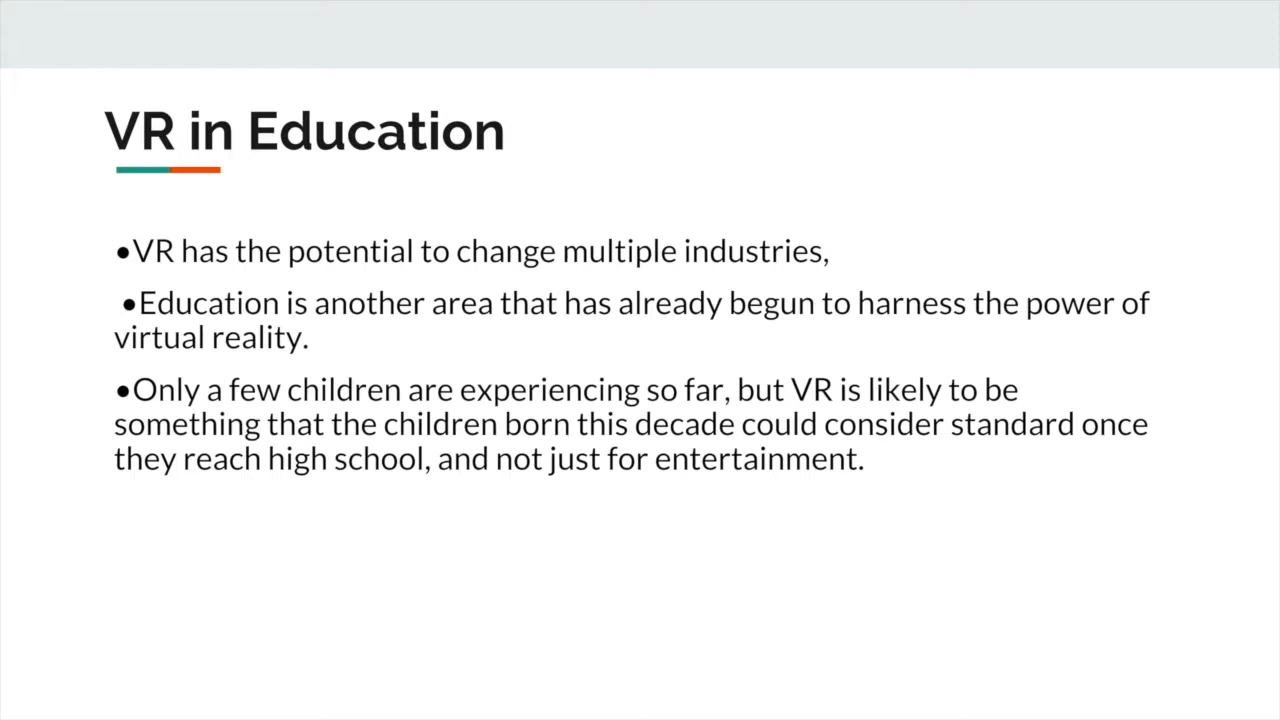 VR in Education
•VR has the potential to change multiple industries,
•Education is another area that has already begun to harness the power of
virtual reality.
•Only a few children are experiencing so far, but VR is likely to be
something that the children born this decade could consider standard once
they reach high school, and not just for entertainment.